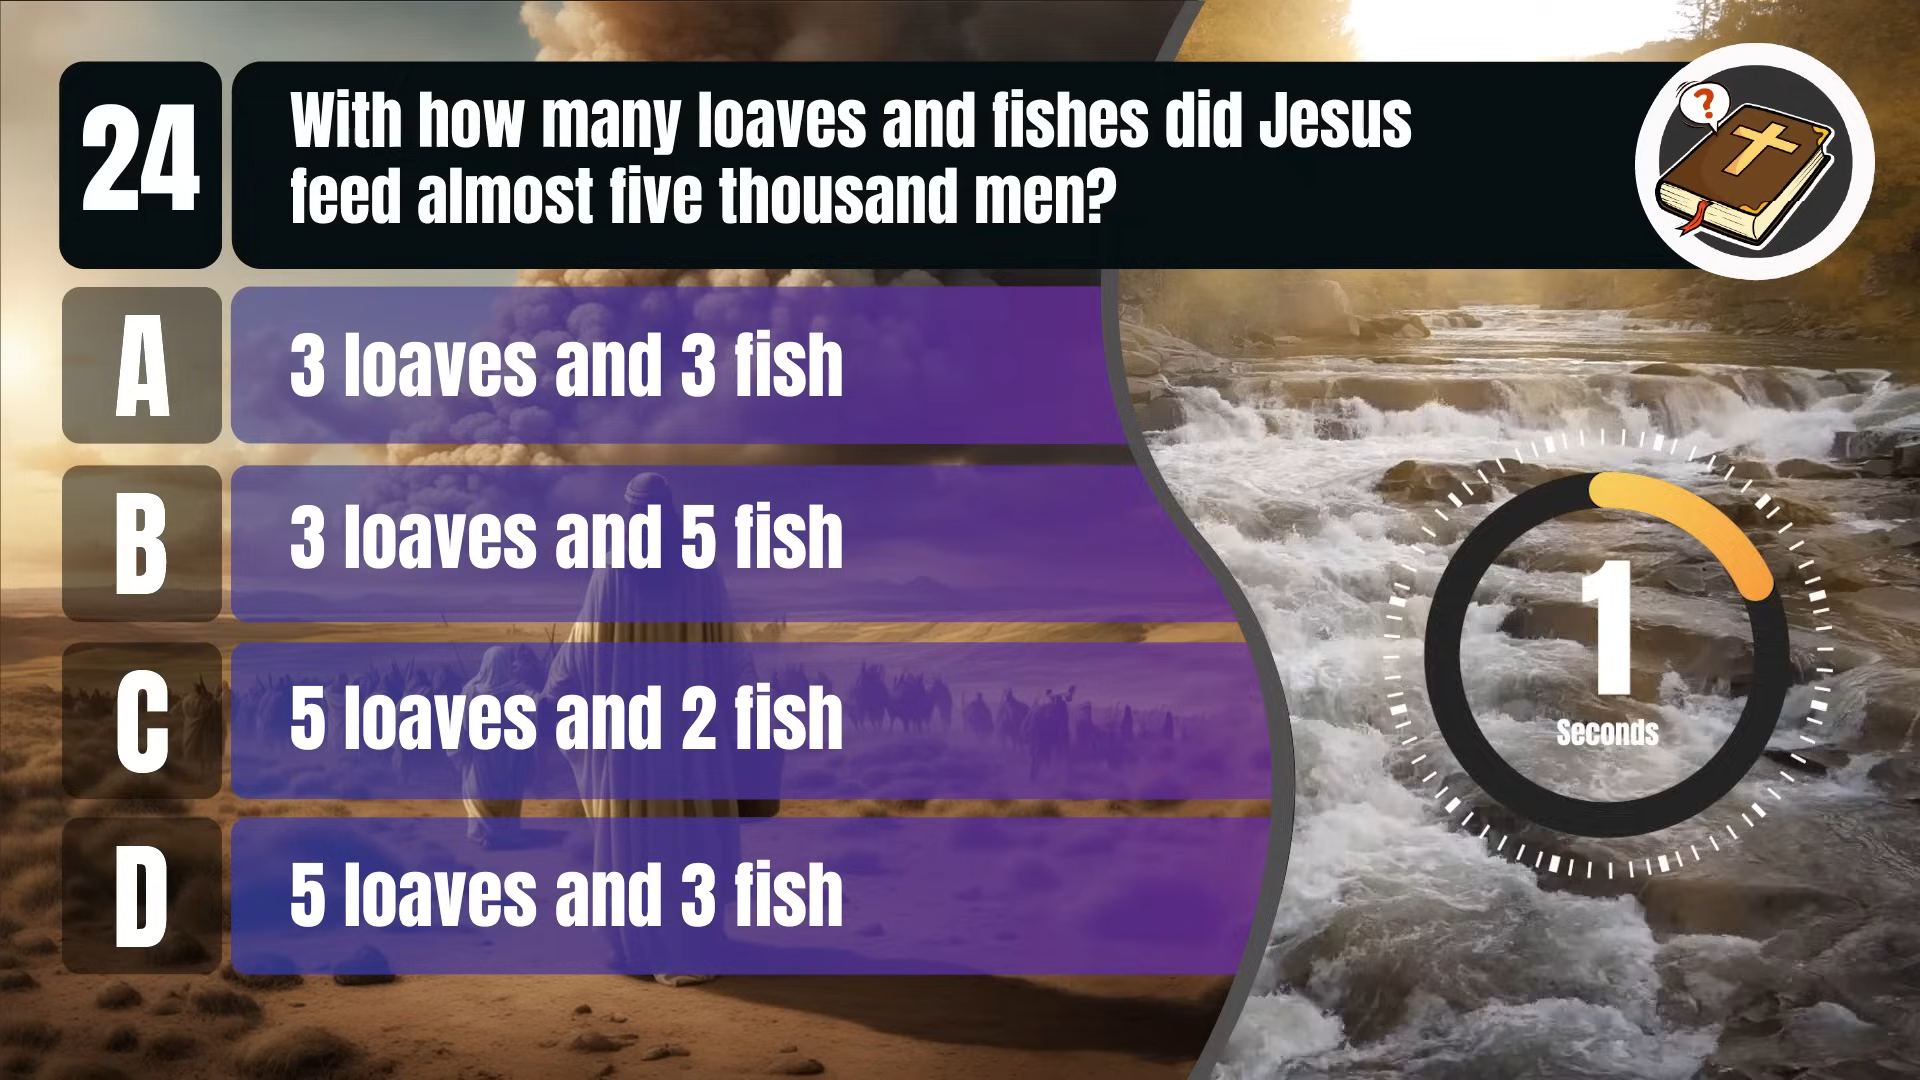 24
With how many loaves and fishes did Jesus
feed almost five thousand men?
?
A
3 loaves and 3 fish
B
3 loaves and 5 fish
C
5 loaves and 2 fish
D
5 loaves and 3 fish
1
Seconds